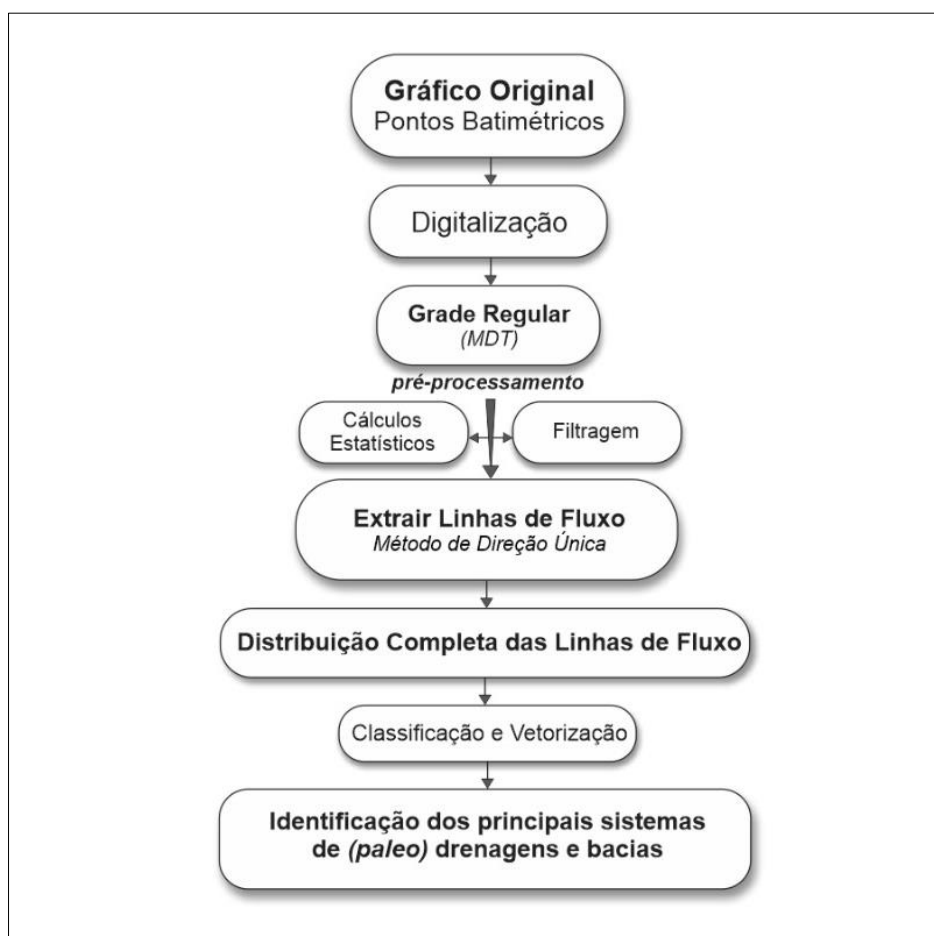 Gráfico Original
Pontos Batimétricos
Digitalização
Grade Regular
(MDT)
pré-processamento
Cálculos
Estatísticos
Filtragem
Extrair Linhas de Fluxo
Método de Direção Única
Distribuição Completa das Linhas de Fluxo
Classificação e Vetorização
Identificação dos principais sistemas
de (paleo) drenagens e bacias